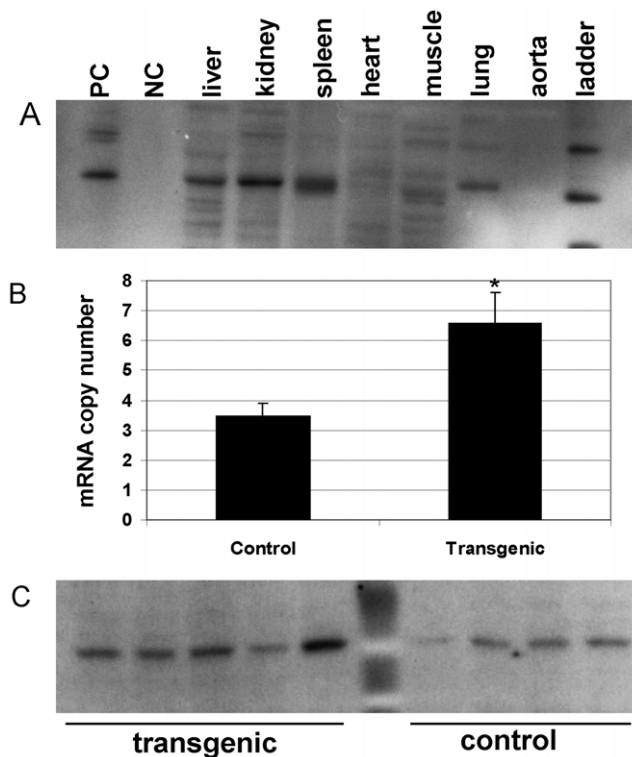 PC NC liver kidney spleen heart muscle lung aorta ladder
A
B
mRNA copy number
8
7
6
5
4
3
2
1
0
*
Control Transgenic
C
transgenic control